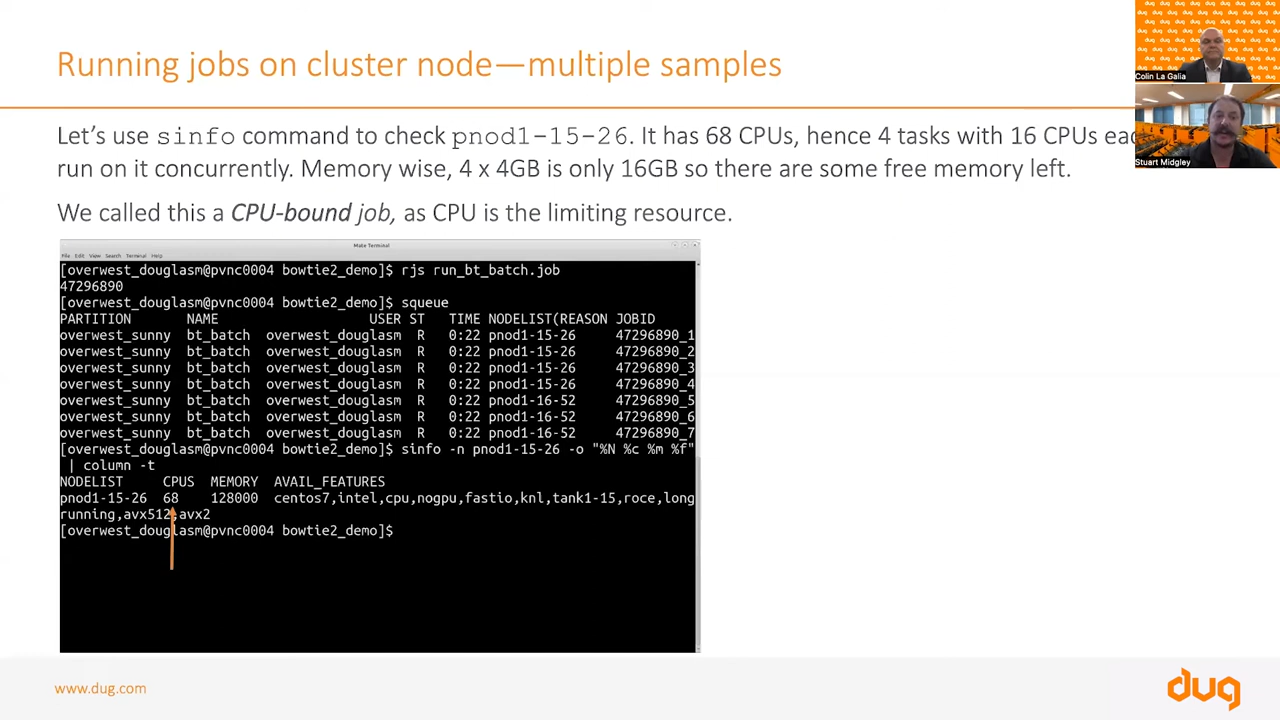 Running jobs on cluster node—multiple samples
Let's use sinfo command to check pnod1-15-26. It has 68 CPUs, hence 4 tasks with 16 CPUs eac
run on it concurrently. Memory wise, 4 x 4GB is only 16GB so there are some free memory left.
We called this a CPU-bound job, as CPU is the limiting resource.
Mate Terminal
File Edit View Search Terminal Help
[overwest_douglasm@pvnc0004 bowtie2_demo]$ rjs run_bt_batch.job
47296890
[overwest_douglasm@pvnc0004 bowtie2_demo]$ squeue
PARTITION NAME USER ST TIME NODELIST(REASON JOBID
overwest_sunny bt_batch overwest_douglasm R 0:22 pnod1-15-26 47296890_1
overwest_sunny bt_batch overwest_douglasm R 0:22 pnod1-15-26 47296890_2
overwest_sunny bt_batch overwest_douglasm R 0:22 pnod1-15-26 47296890_3
overwest_sunny bt_batch overwest_douglasm R 0:22 pnod1-15-26 47296890_4
overwest_sunny bt_batch overwest_douglasm R 0:22 pnod1-16-52 47296890_5
overwest_sunny bt_batch overwest_douglasm R 0:22 pnod1-16-52 47296890_6
overwest_sunny bt_batch overwest_douglasm R 0:22 pnod1-16-52 47296890_7
[overwest_douglasm@pvnc0004 bowtie2_demo]$ sinfo -n pnod1-15-26 -o "%N %c %m %f"
| column -t
NODELIST CPUS MEMORY AVAIL_FEATURES
pnod1-15-26 68 128000 centos7,intel,cpu,nogpu,fastio,knl,tank1-15,roce,long
running,avx512,avx2
[overwest_douglasm@pvnc0004 bowtie2_demo]$
www.dug.com
dug
Colin La Galia
Stuart Midgley